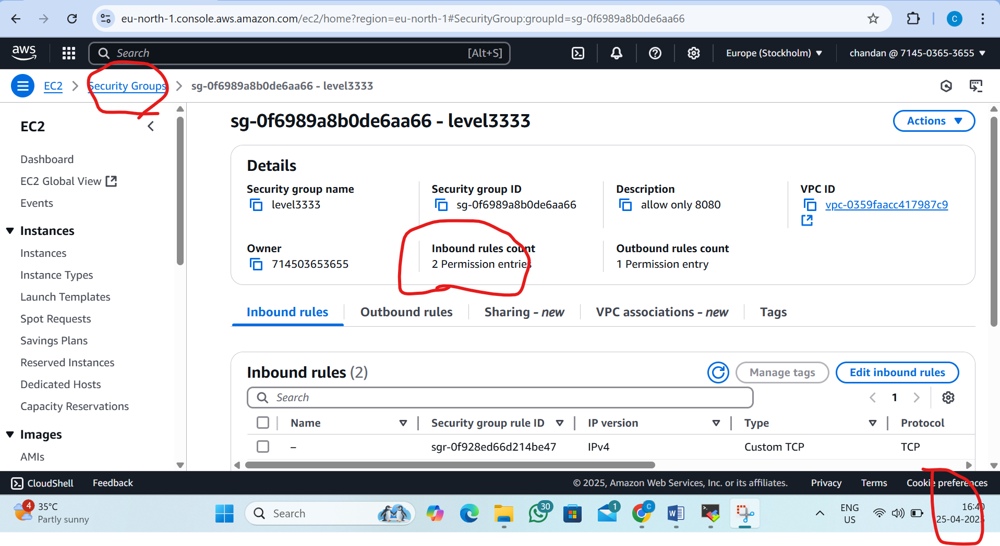 eu-north-1.console.aws.amazon.com/ec2/home?region=eu-north-1#SecurityGroup:groupId=sg-0f6989a8b0de6aa66
C
aws
Search
[Alt+S]
Europe (Stockholm)
chandan @ 7145-0365-3655
EC2
Security Groups
sg-0f6989a8b0de6aa66 - level3333
EC2
Dashboard
EC2 Global View
Events
Instances
Instances
Instance Types
Launch Templates
Spot Requests
Savings Plans
Reserved Instances
Dedicated Hosts
Capacity Reservations
Images
AMIs
sg-0f6989a8b0de6aa66 - level3333
Actions
Details
Security group name
level3333
Security group ID
sg-0f6989a8b0de6aa66
Description
allow only 8080
VPC ID
vpc-0359faacc417987c9
Owner
714503653655
Inbound rules count
2 Permission entries
Outbound rules count
1 Permission entry
Inbound rules
Outbound rules
Sharing - new
VPC associations - new
Tags
Inbound rules (2)
Manage tags
Edit inbound rules
Search
1
Name
Security group rule ID
IP version
Type
Protocol
–
sgr-0f928ed66d214be47
IPv4
Custom TCP
TCP
CloudShell
Feedback
© 2025, Amazon Web Services, Inc. or its affiliates.
Privacy
Terms
Cookie preferences
4
35°C
Partly sunny
Search
30
1
C
W
ENG
US
16:40
25-04-2025